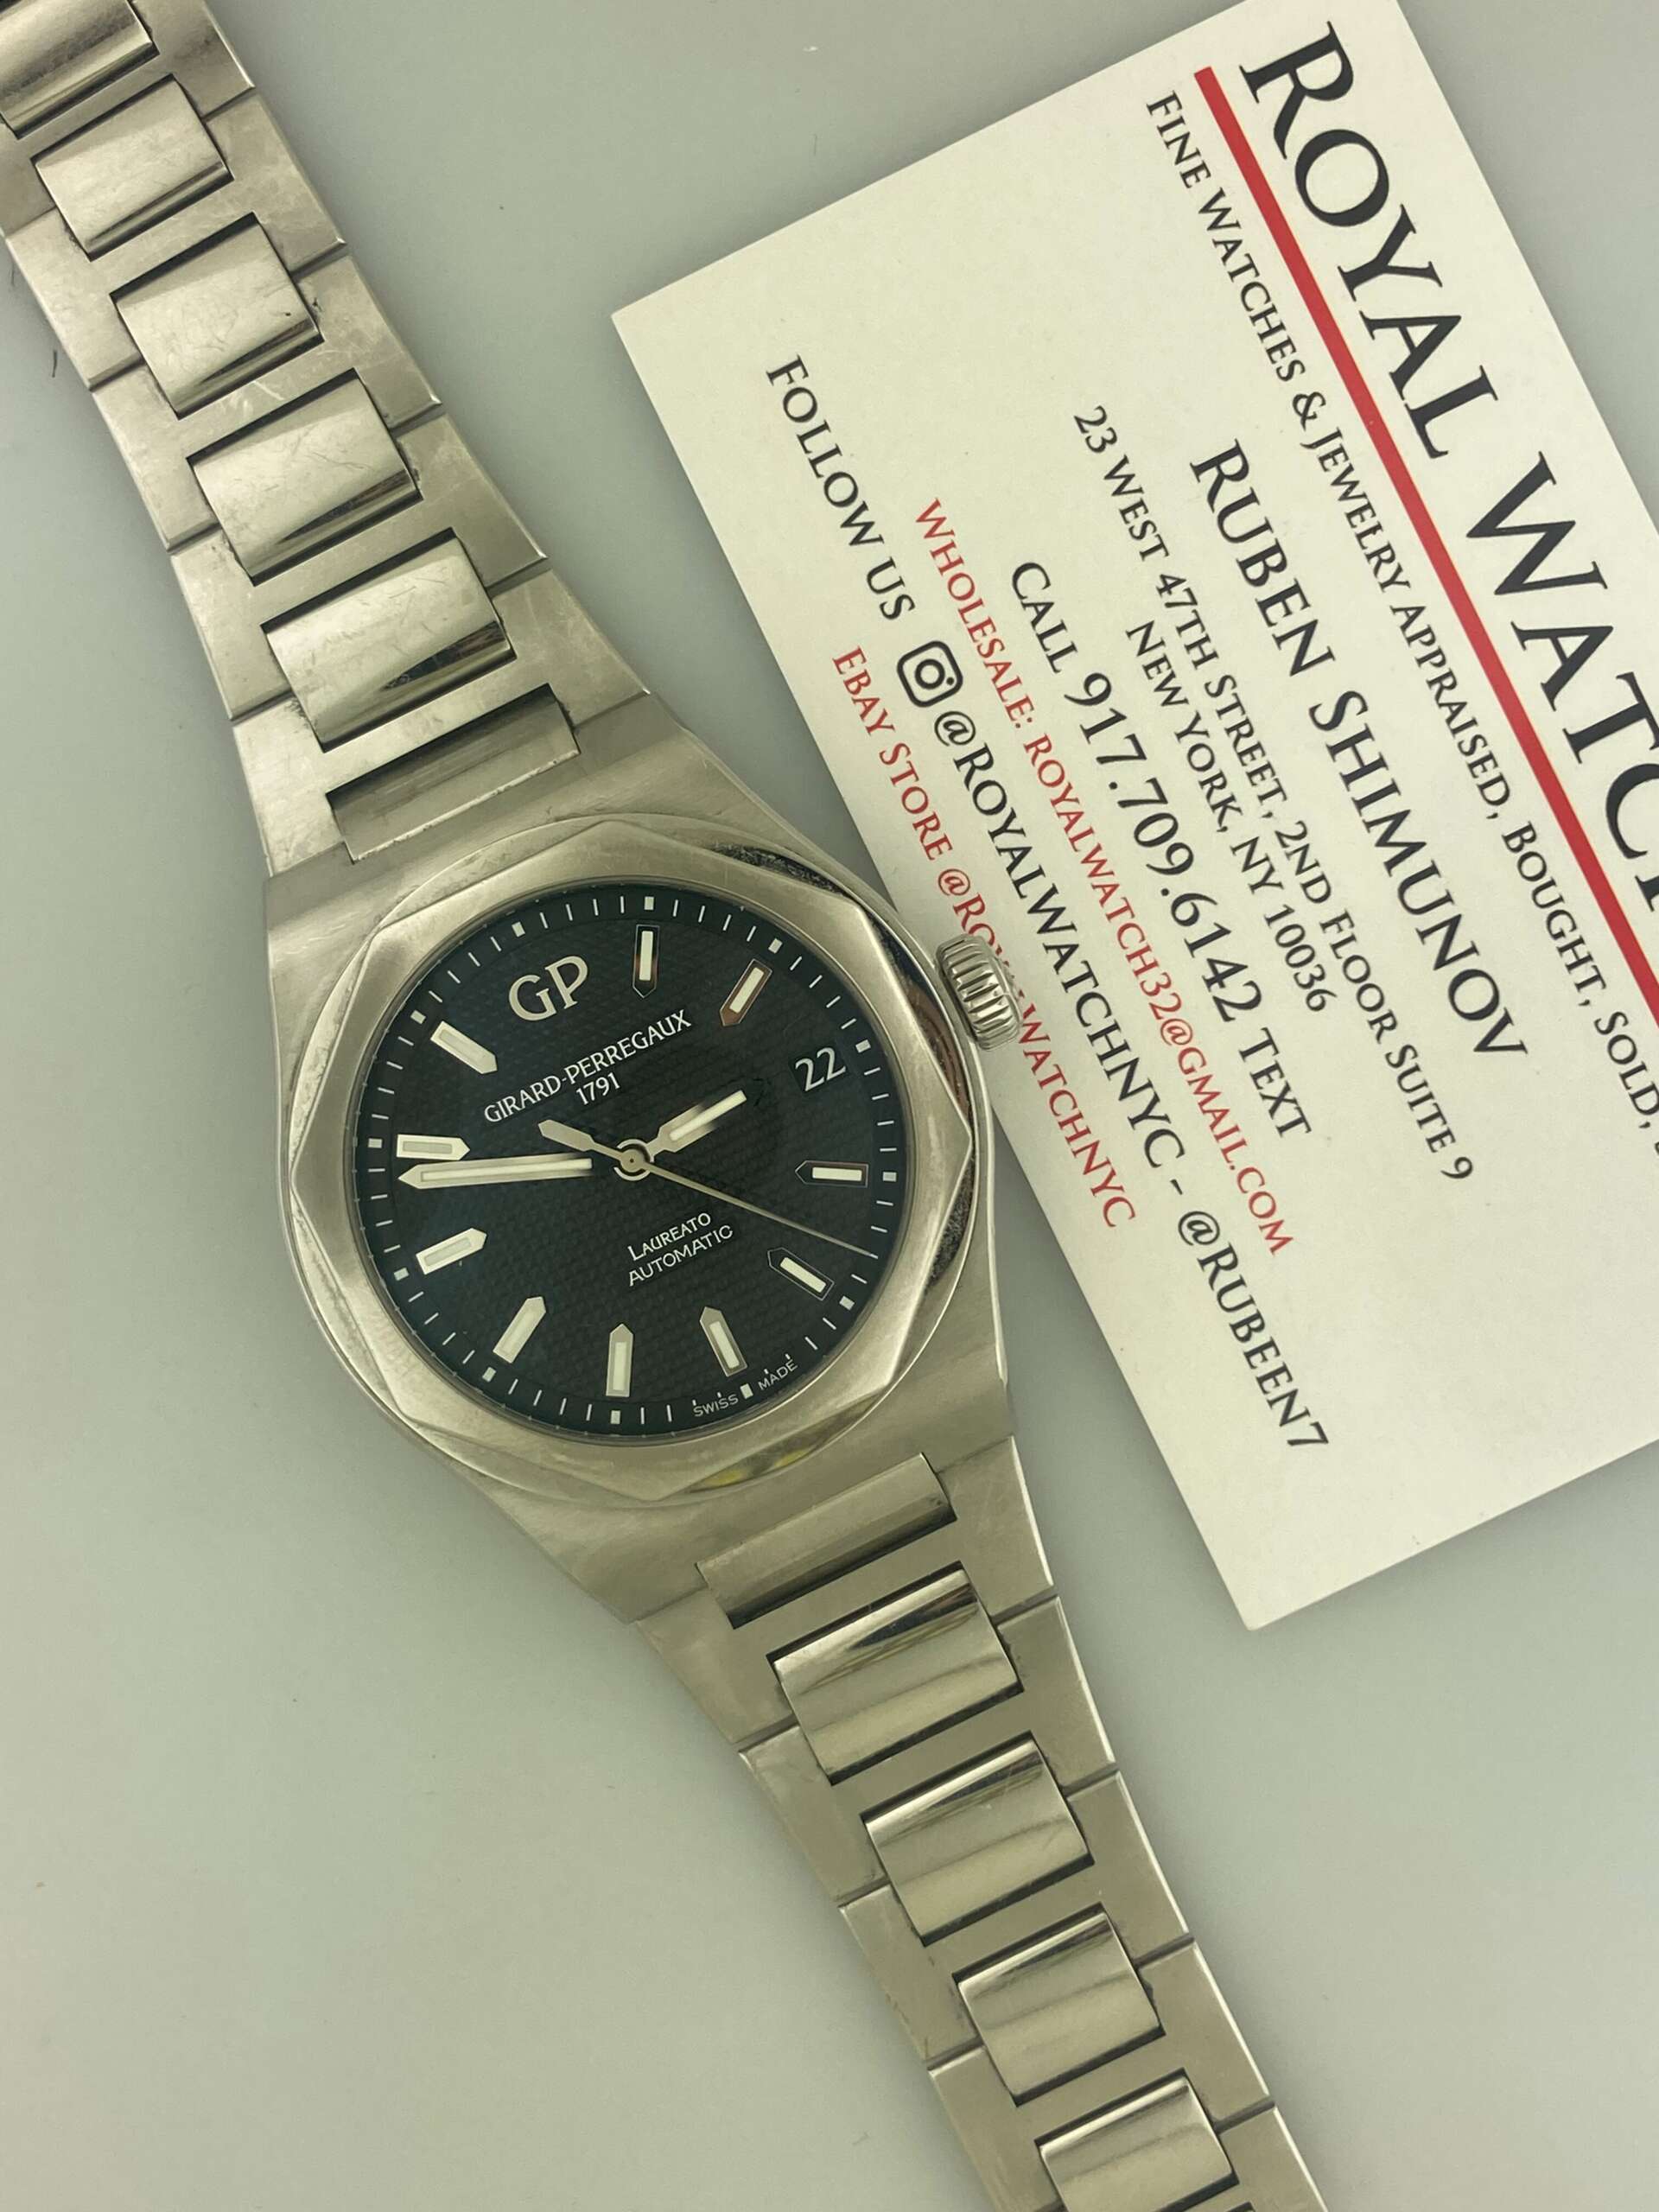 ROYAL WATC
FINE WATCHES & JEWELRY APPRAISED, BOUGHT, SOLD,
RUBEN SHIMUNOV
23 WEST 47TH STREET, 2ND FLOOR SUITE 9
NEW YORK, NY 10036
CALL 917.709.6142 TEXT
WHOLESALE: ROYALWATCH32@GMAIL.COM
FOLLOW US @ROYALWATCHNYC - @RUBEEN7
EBAY STORE @ROYALWATCHNYC
GP
GIRARD-PERREGAUX
1791
22
LAUREATO
AUTOMATIC
SWISS MADE